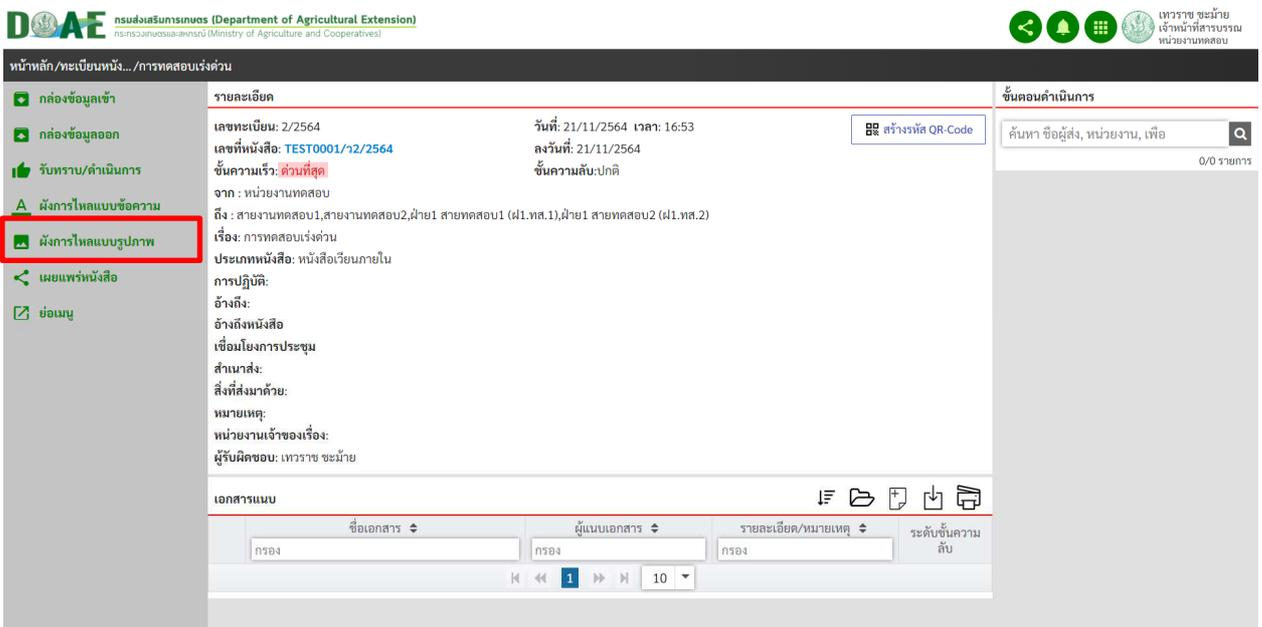 DOAE กรมส่งเสริมการเกษตร (Department of Agricultural Extension)
กระทรวงเกษตรและสหกรณ์ (Ministry of Agriculture and Cooperatives)
เทวราช ชะม้าย
เจ้าหน้าที่สารบรรณ
หน่วยงานทดสอบ
หน้าหลัก/ทะเบียนหนัง.../การทดสอบเร่งด่วน
กล่องข้อมูลเข้า
กล่องข้อมูลออก
รับทราบ/ดำเนินการ
ผังการไหลแบบข้อความ
ผังการไหลแบบรูปภาพ
เผยแพร่หนังสือ
ย่อเมนู
รายละเอียด
เลขทะเบียน: 2/2564 วันที่: 21/11/2564 เวลา: 16:53 สร้างรหัส QR-Code
เลขที่หนังสือ: TEST0001/ว2/2564 ลงวันที่: 21/11/2564
ชั้นความเร็ว: ด่วนที่สุด ชั้นความลับ:ปกติ
จาก : หน่วยงานทดสอบ
ถึง : สายงานทดสอบ1,สายงานทดสอบ2,ฝ่าย1 สายทดสอบ1 (ฝ1.ทส.1),ฝ่าย1 สายทดสอบ2 (ฝ1.ทส.2)
เรื่อง: การทดสอบเร่งด่วน
ประเภทหนังสือ: หนังสือเวียนภายใน
การปฏิบัติ:
อ้างถึง:
อ้างถึงหนังสือ
เชื่อมโยงการประชุม
สำเนาส่ง:
สิ่งที่ส่งมาด้วย:
หมายเหตุ:
หน่วยงานเจ้าของเรื่อง:
ผู้รับผิดชอบ: เทวราช ชะม้าย
เอกสารแนบ
ชื่อเอกสาร ผู้แนบเอกสาร รายละเอียด/หมายเหตุ ระดับชั้นความ
ลับ
กรอง กรอง กรอง
1 10
ขั้นตอนดำเนินการ
ค้นหา ชื่อผู้ส่ง, หน่วยงาน, เพื่อ
0/0 รายการ